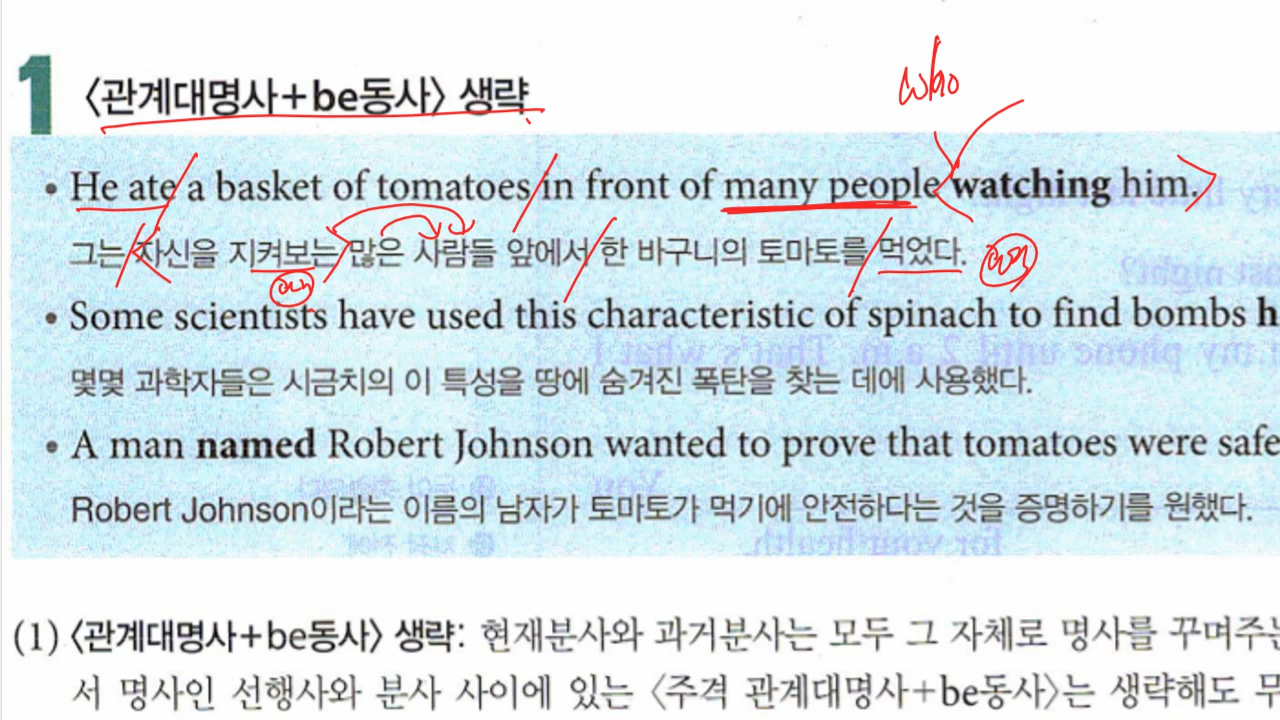 who
1 〈관계대명사+be동사〉 생략
• He ate a basket of tomatoes in front of many people watching him.
그는 자신을 지켜보는 많은 사람들 앞에서 한 바구니의 토마토를 먹었다.
• Some scientists have used this characteristic of spinach to find bombs h
몇몇 과학자들은 시금치의 이 특성을 땅에 숨겨진 폭탄을 찾는 데에 사용했다.
• A man named Robert Johnson wanted to prove that tomatoes were safe
Robert Johnson이라는 이름의 남자가 토마토가 먹기에 안전하다는 것을 증명하기를 원했다.
(1) 〈관계대명사+be동사〉 생략: 현재분사와 과거분사는 모두 그 자체로 명사를 꾸며주는
서 명사인 선행사와 분사 사이에 있는 〈주격 관계대명사+be동사〉는 생략해도 무